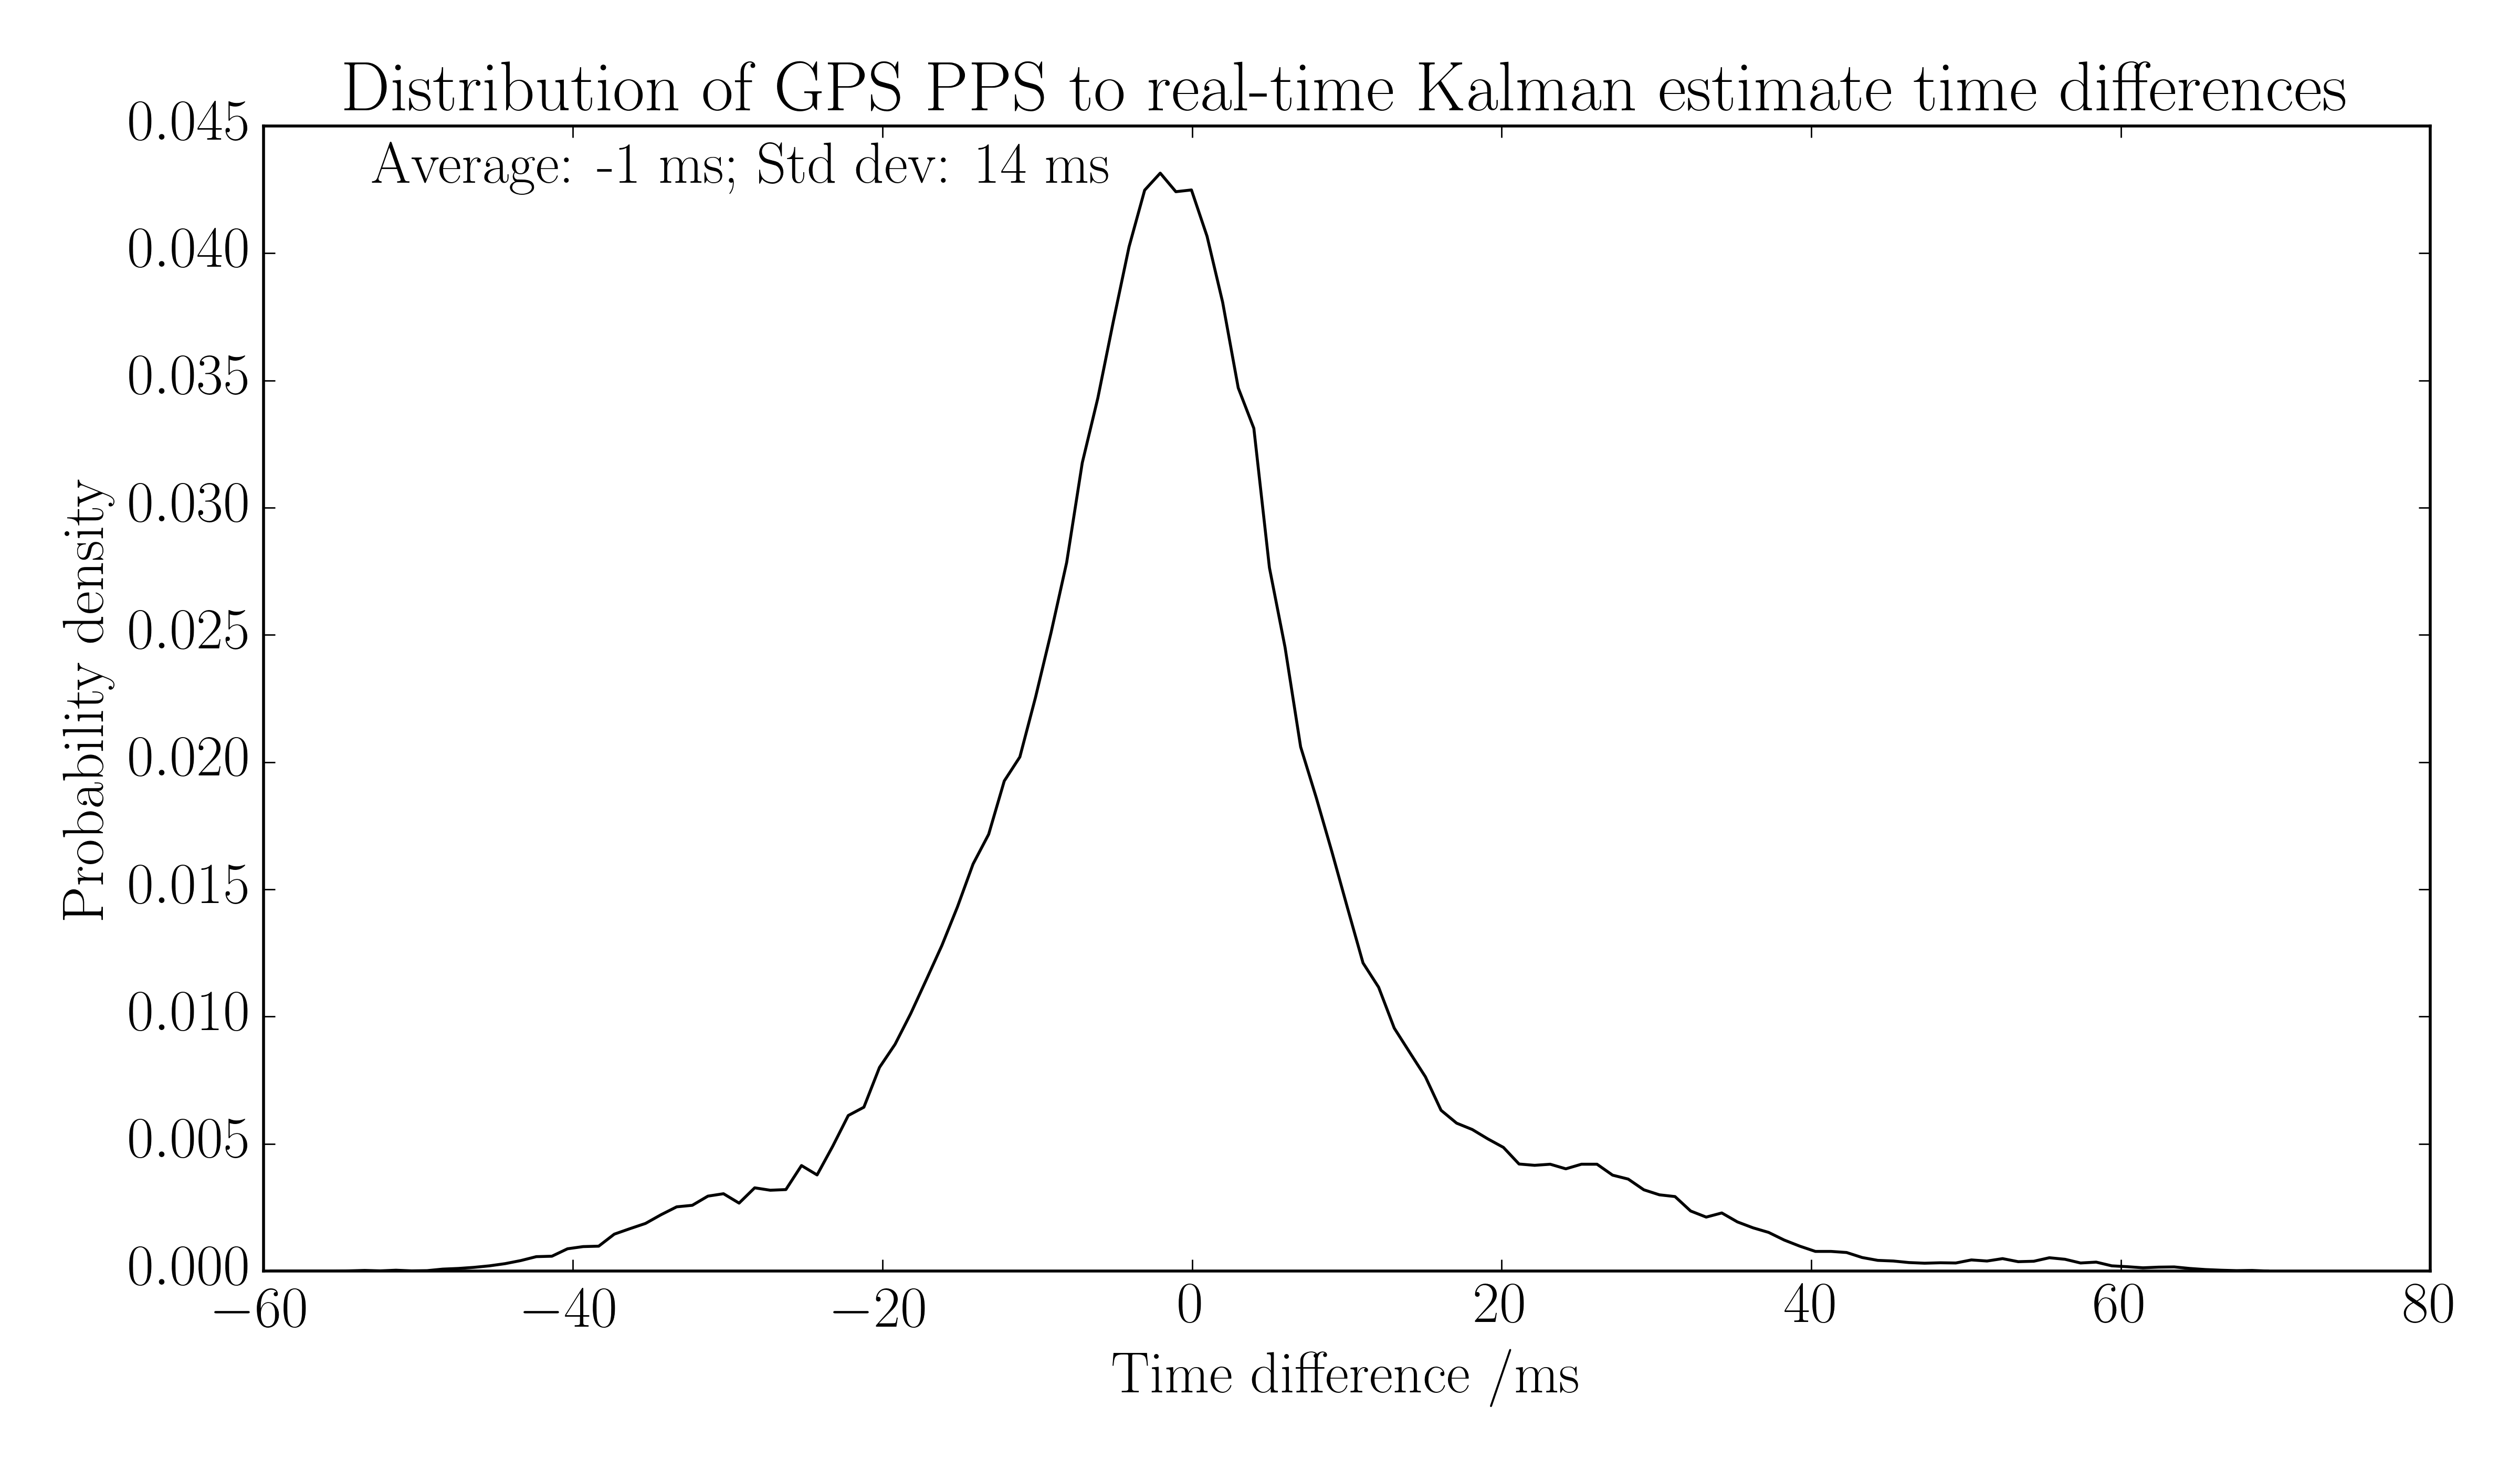 Distribution of GPS PPS to real-time Kalman estimate time differences
Average: -1 ms; Std dev: 14 ms
Probability density
0.045
0.040
0.035
0.030
0.025
0.020
0.015
0.010
0.005
0.000
−60 −40 −20 0 20 40 60 80
Time difference /ms